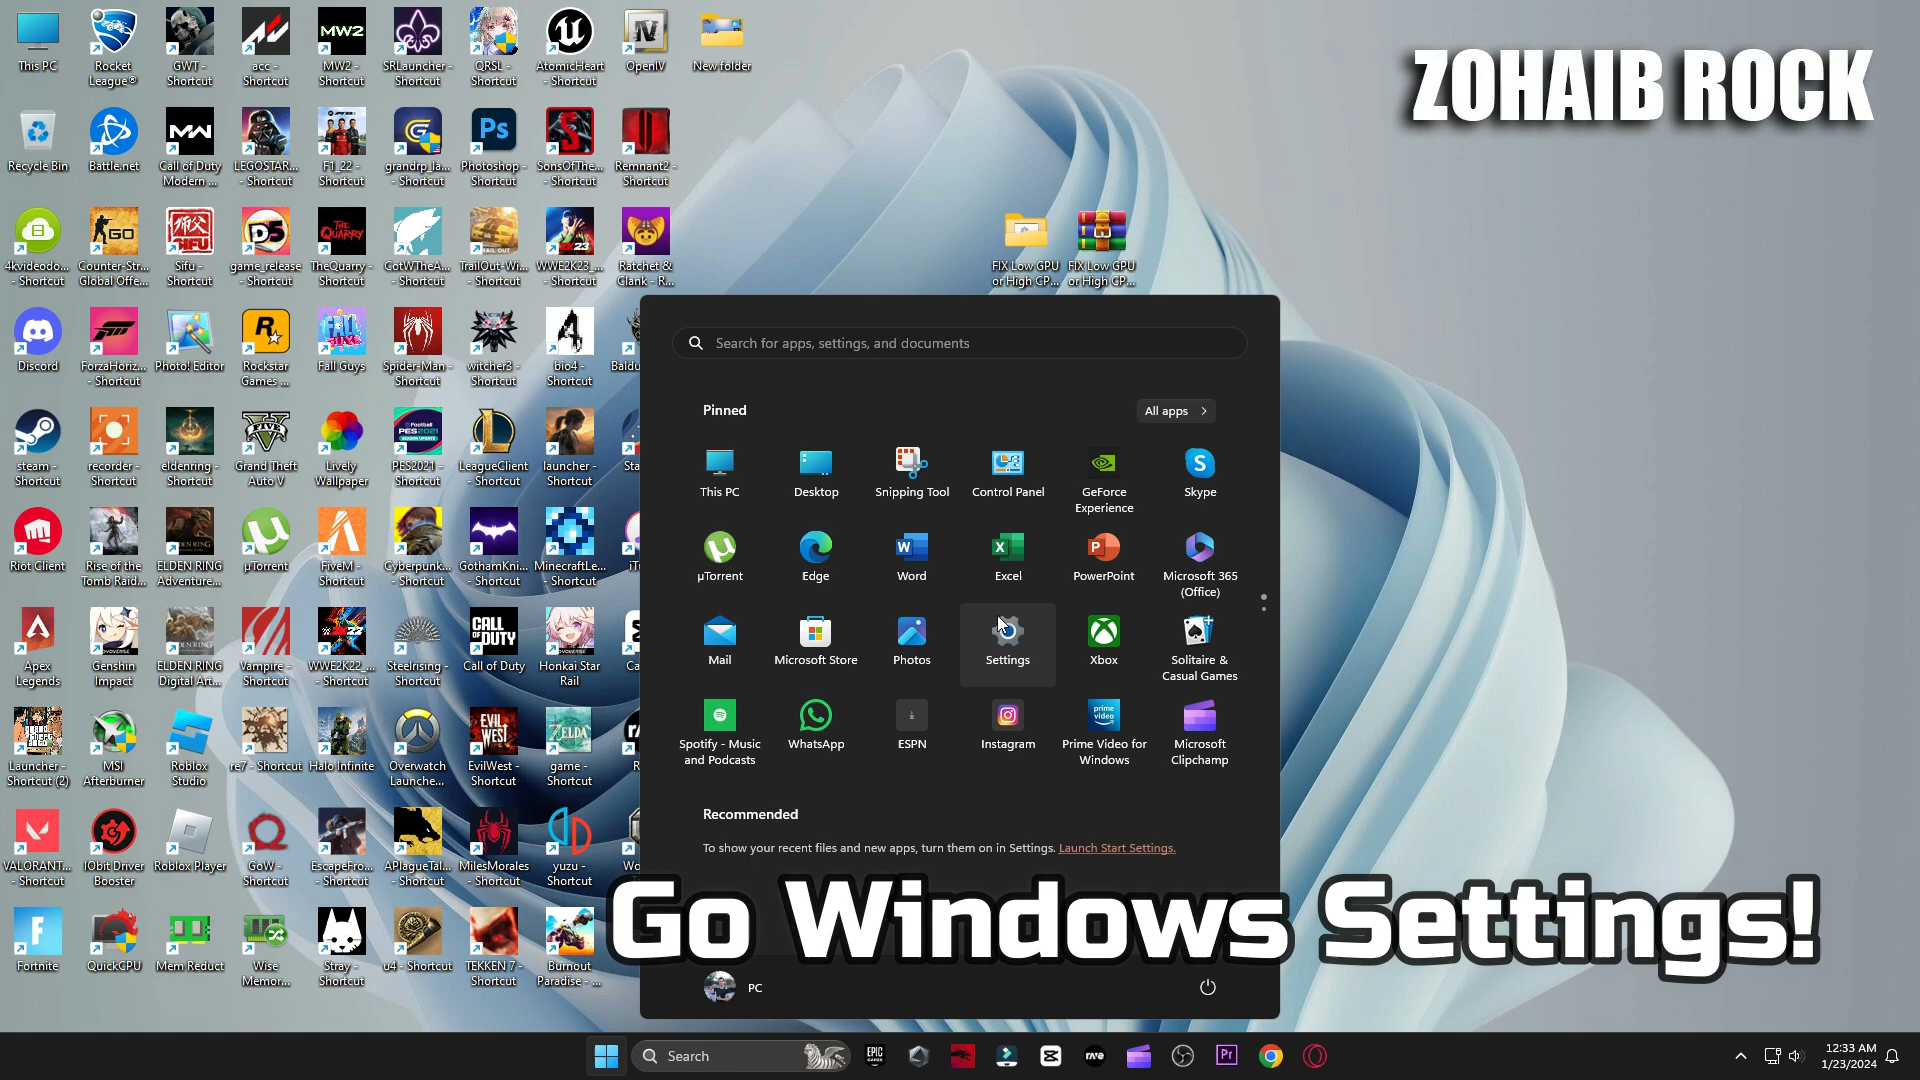 ZOHAIB ROCK
This PC
Rocket League®
GWT - Shortcut
acc - Shortcut
MW2 - Shortcut
SRLauncher - Shortcut
QRSL - Shortcut
AtomicHeart - Shortcut
OpenIV
New folder
Recycle Bin
Battle.net
Call of Duty Modern ...
LEGOSTAR... - Shortcut
F1_22 - Shortcut
grandrp_la... - Shortcut
Photoshop - Shortcut
SonsOfThe... - Shortcut
Remnant2 - Shortcut
4kvideodo... - Shortcut
Counter-Str... Global Offe...
Sifu - Shortcut
game_release - Shortcut
TheQuarry - Shortcut
CotWTheA... - Shortcut
TrailOut-Wi... - Shortcut
WWE2K23_... - Shortcut
Ratchet & Clank - R...
FIX Low GPU or High CP...
FIX Low GPU or High CP...
Discord
ForzaHoriz... - Shortcut
Photo! Editor
Rockstar Games ...
Fall Guys
Spider-Man - Shortcut
witcher3 - Shortcut
bio4 - Shortcut
Search for apps, settings, and documents
Pinned
All apps
steam - Shortcut
recorder - Shortcut
eldenring - Shortcut
Grand Theft Auto V
Lively Wallpaper
PES2021 - Shortcut
LeagueClient - Shortcut
launcher - Shortcut
This PC
Desktop
Snipping Tool
Control Panel
GeForce Experience
Skype
Riot Client
Rise of the Tomb Raid...
ELDEN RING Adventure...
µTorrent
FiveM - Shortcut
Cyberpunk... - Shortcut
GothamKni... - Shortcut
MinecraftLe... - Shortcut
µTorrent
Edge
Word
Excel
PowerPoint
Microsoft 365 (Office)
Apex Legends
Genshin Impact
ELDEN RING Digital Art...
Vampire - Shortcut
WWE2K22_... - Shortcut
Steelrising - Shortcut
Call of Duty
Honkai Star Rail
Mail
Microsoft Store
Photos
Settings
Xbox
Solitaire & Casual Games
Launcher - Shortcut (2)
MSI Afterburner
Roblox Studio
re7 - Shortcut
Halo Infinite
Overwatch Launche...
EvilWest - Shortcut
game - Shortcut
Spotify - Music and Podcasts
WhatsApp
ESPN
Instagram
Prime Video for Windows
Microsoft Clipchamp
VALORANT... - Shortcut
IObit Driver Booster
Roblox Player
GoW - Shortcut
EscapeFro... - Shortcut
APlagueTal... - Shortcut
MilesMorales - Shortcut
yuzu - Shortcut
Recommended
To show your recent files and new apps, turn them on in Settings. Launch Start Settings.
Go Windows Settings!
Fortnite
QuickCPU
Mem Reduct
Wise Memor...
Stray - Shortcut
u4 - Shortcut
TEKKEN 7 - Shortcut
Burnout Paradise - ...
PC
Search
12:33 AM
1/23/2024